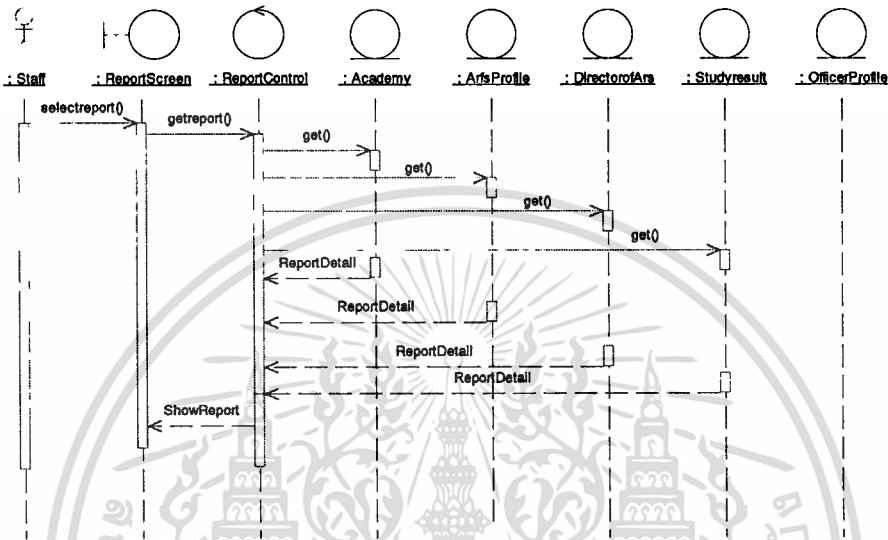 : Staff
: ReportScreen
: ReportControl
: Academy
: ArfsProfile
: DirectorofArs
: Studyresult
: OfficerProfile
selectreport()
getreport()
get()
get()
get()
get()
ReportDetail
ReportDetail
ReportDetail
ReportDetail
ShowReport